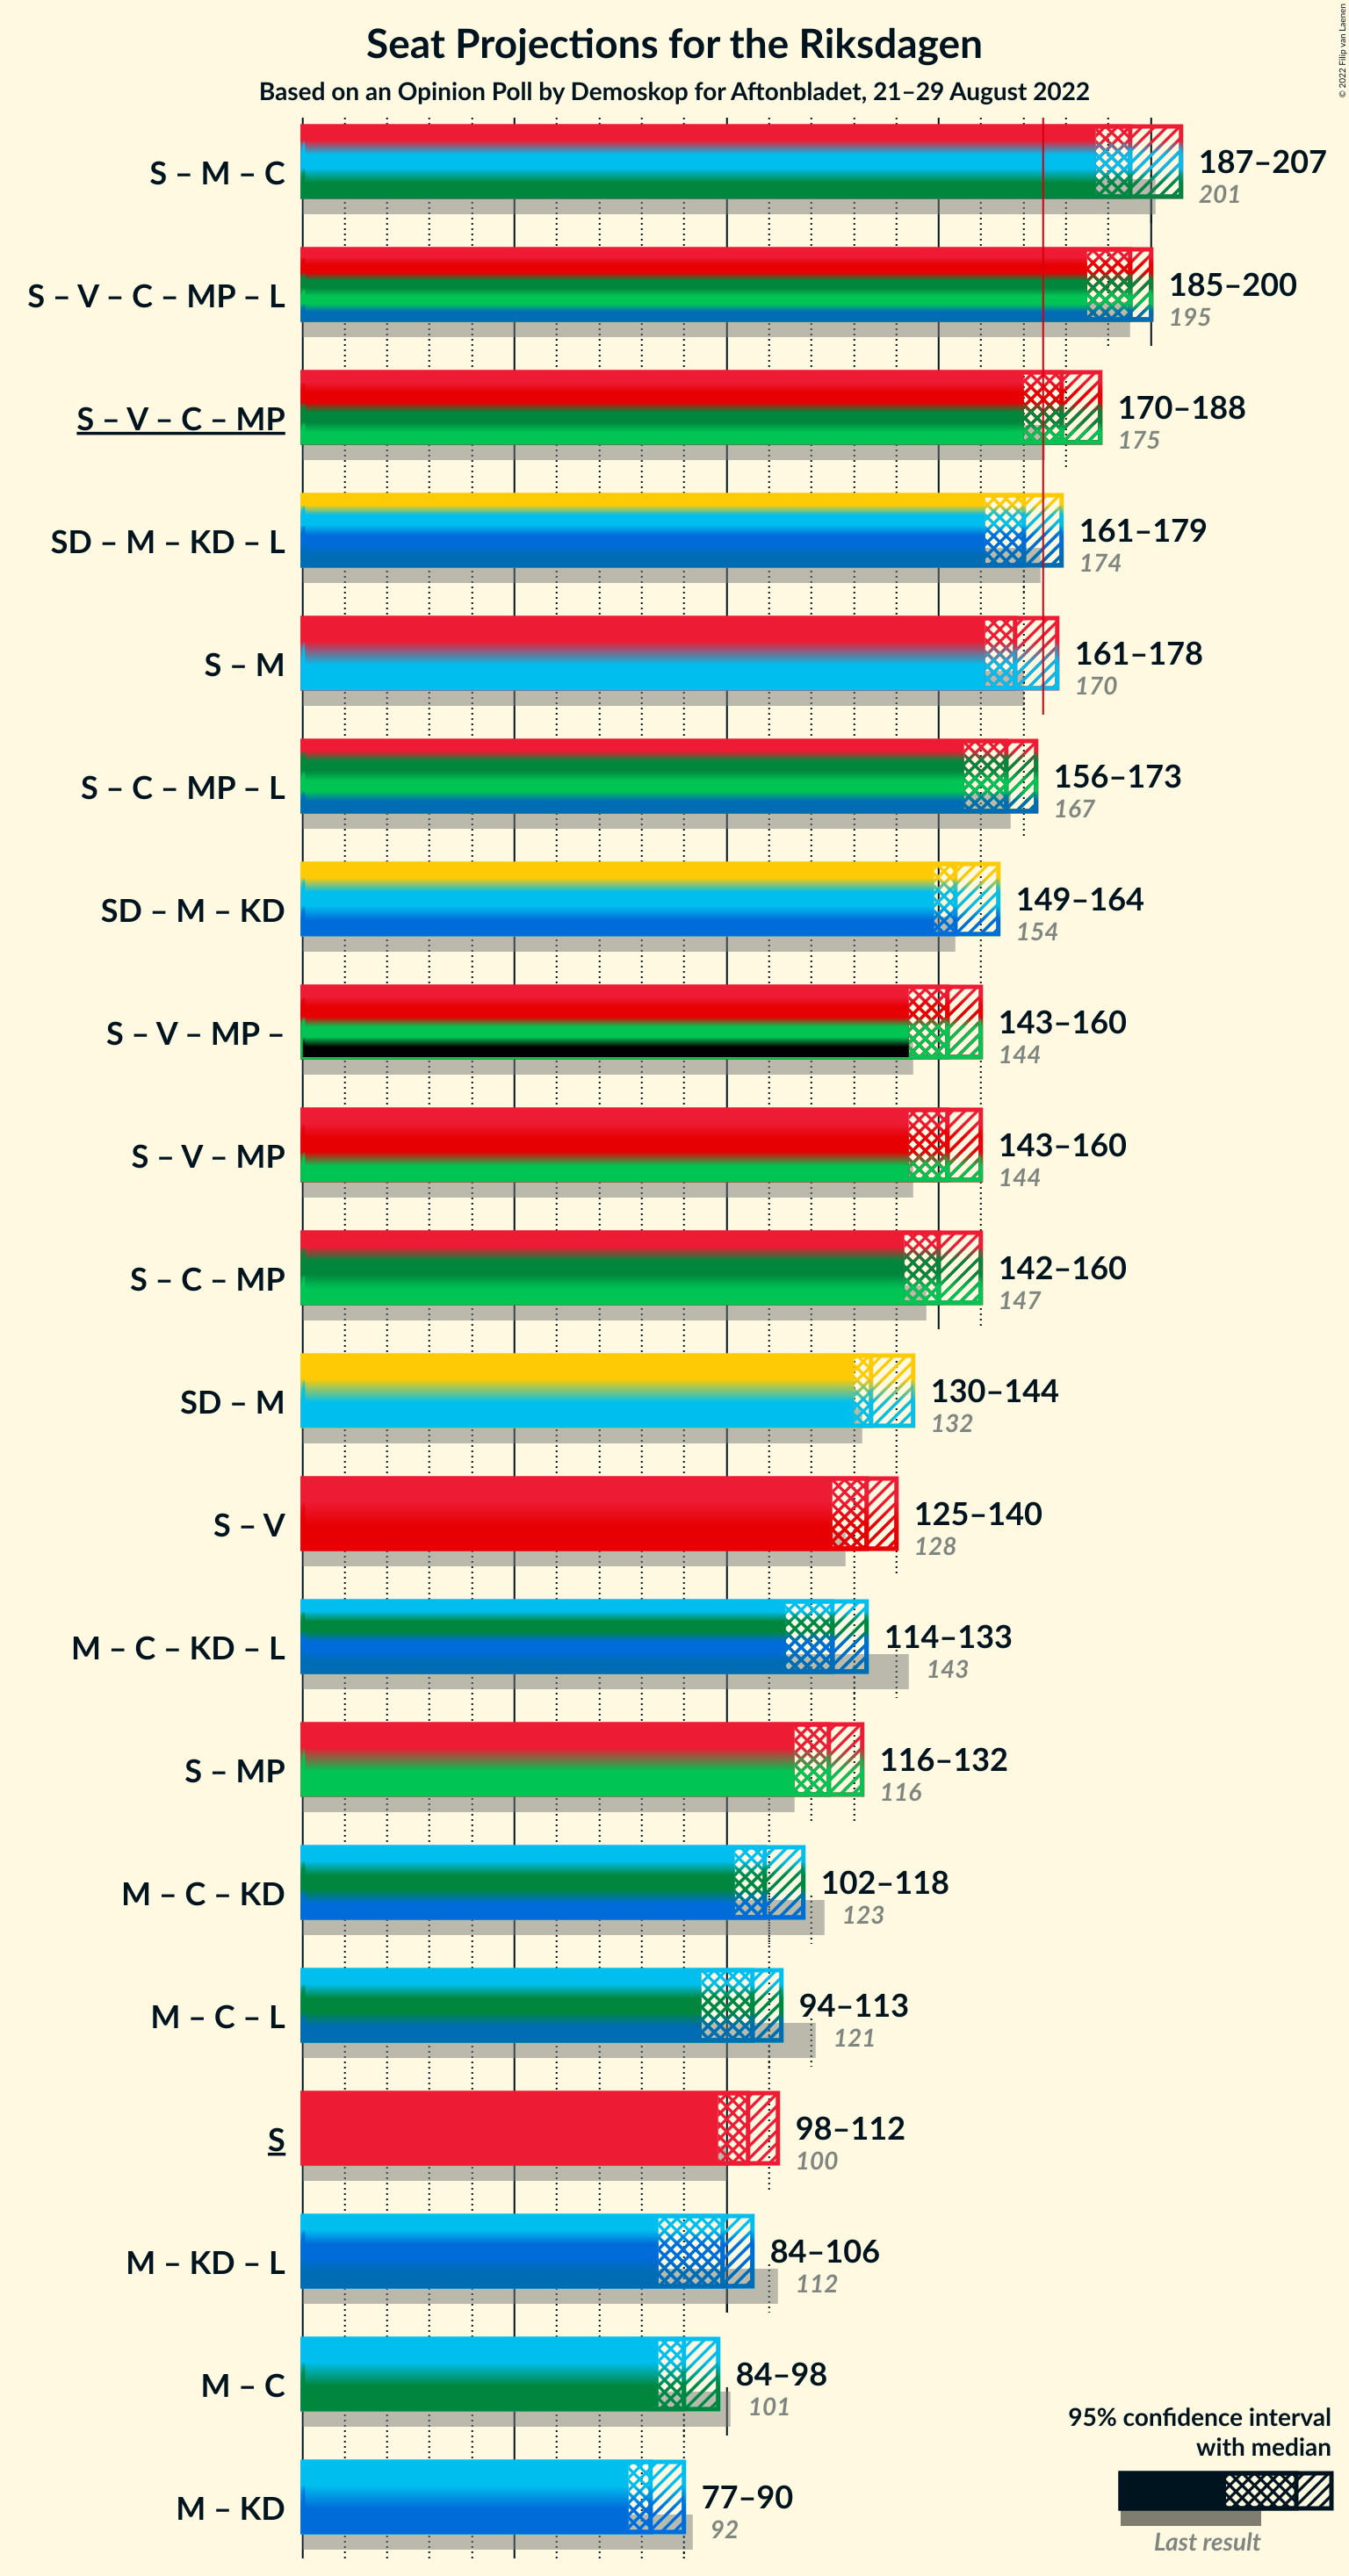 © 2022 Filip van Laenen
Seat Projections for the Riksdagen
Based on an Opinion Poll by Demoskop for Aftonbladet, 21–29 August 2022
S – M – C
187–207
201
S – V – C – MP – L
185–200
195
S – V – C – MP
170–188
175
SD – M – KD – L
161–179
174
S – M
161–178
170
S – C – MP – L
156–173
167
SD – M – KD
149–164
154
S – V – MP –
143–160
144
S – V – MP
143–160
144
S – C – MP
142–160
147
SD – M
130–144
132
S – V
125–140
128
M – C – KD – L
114–133
143
S – MP
116–132
116
M – C – KD
102–118
123
M – C – L
94–113
121
S
98–112
100
M – KD – L
84–106
112
M – C
84–98
101
M – KD
77–90
92
95% confidence interval
with median
Last result